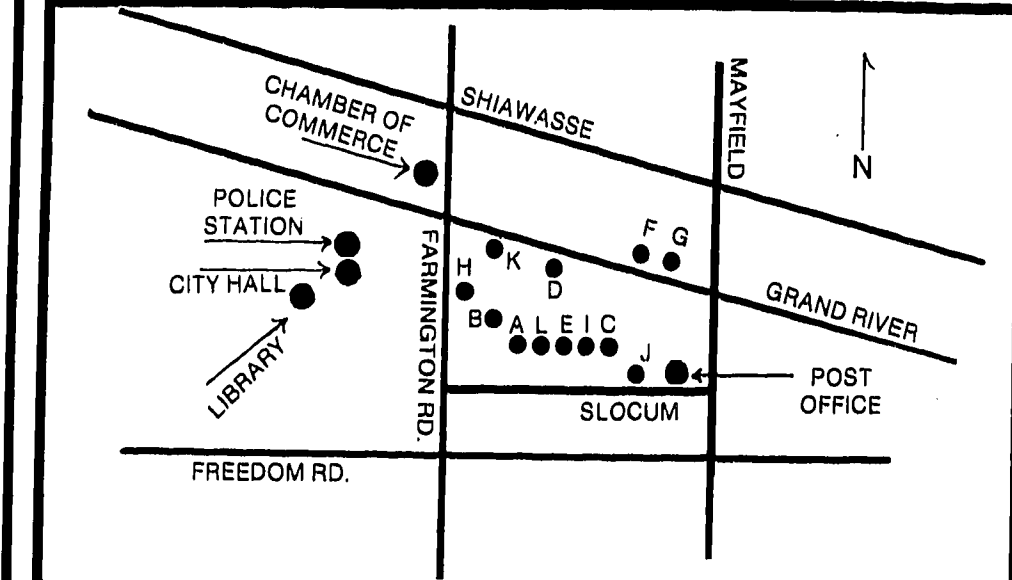 CHAMBER OF
COMMERCE
SHIAWASSE
MAYFIELD
N
POLICE
STATION
CITY HALL
LIBRARY
FARMINGTON RD.
F G
K
D
H
B
A L E I C
J
GRAND RIVER
POST
OFFICE
SLOCUM
FREEDOM RD.